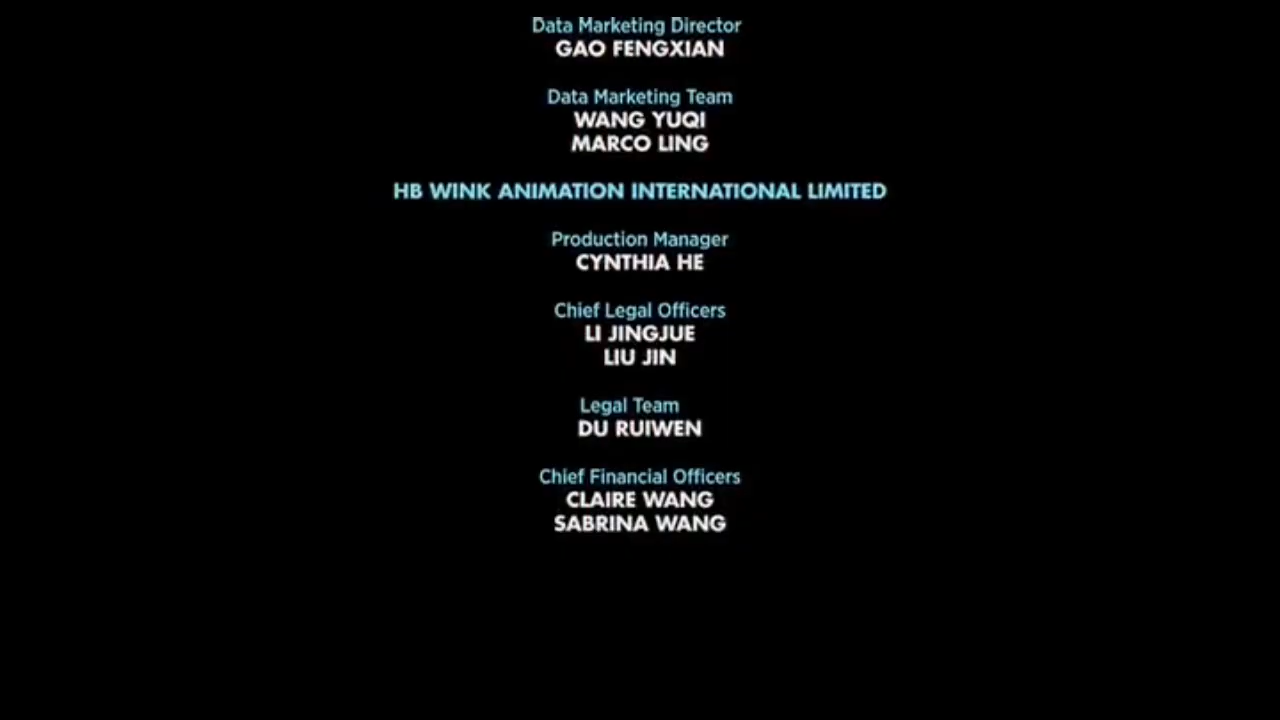 Data Marketing Director
GAO FENGXIAN
Data Marketing Team
WANG YUQI
MARCO LING
HB WINK ANIMATION INTERNATIONAL LIMITED
Production Manager
CYNTHIA HE
Chief Legal Officers
LI JINGJUE
LIU JIN
Legal Team
DU RUIWEN
Chief Financial Officers
CLAIRE WANG
SABRINA WANG